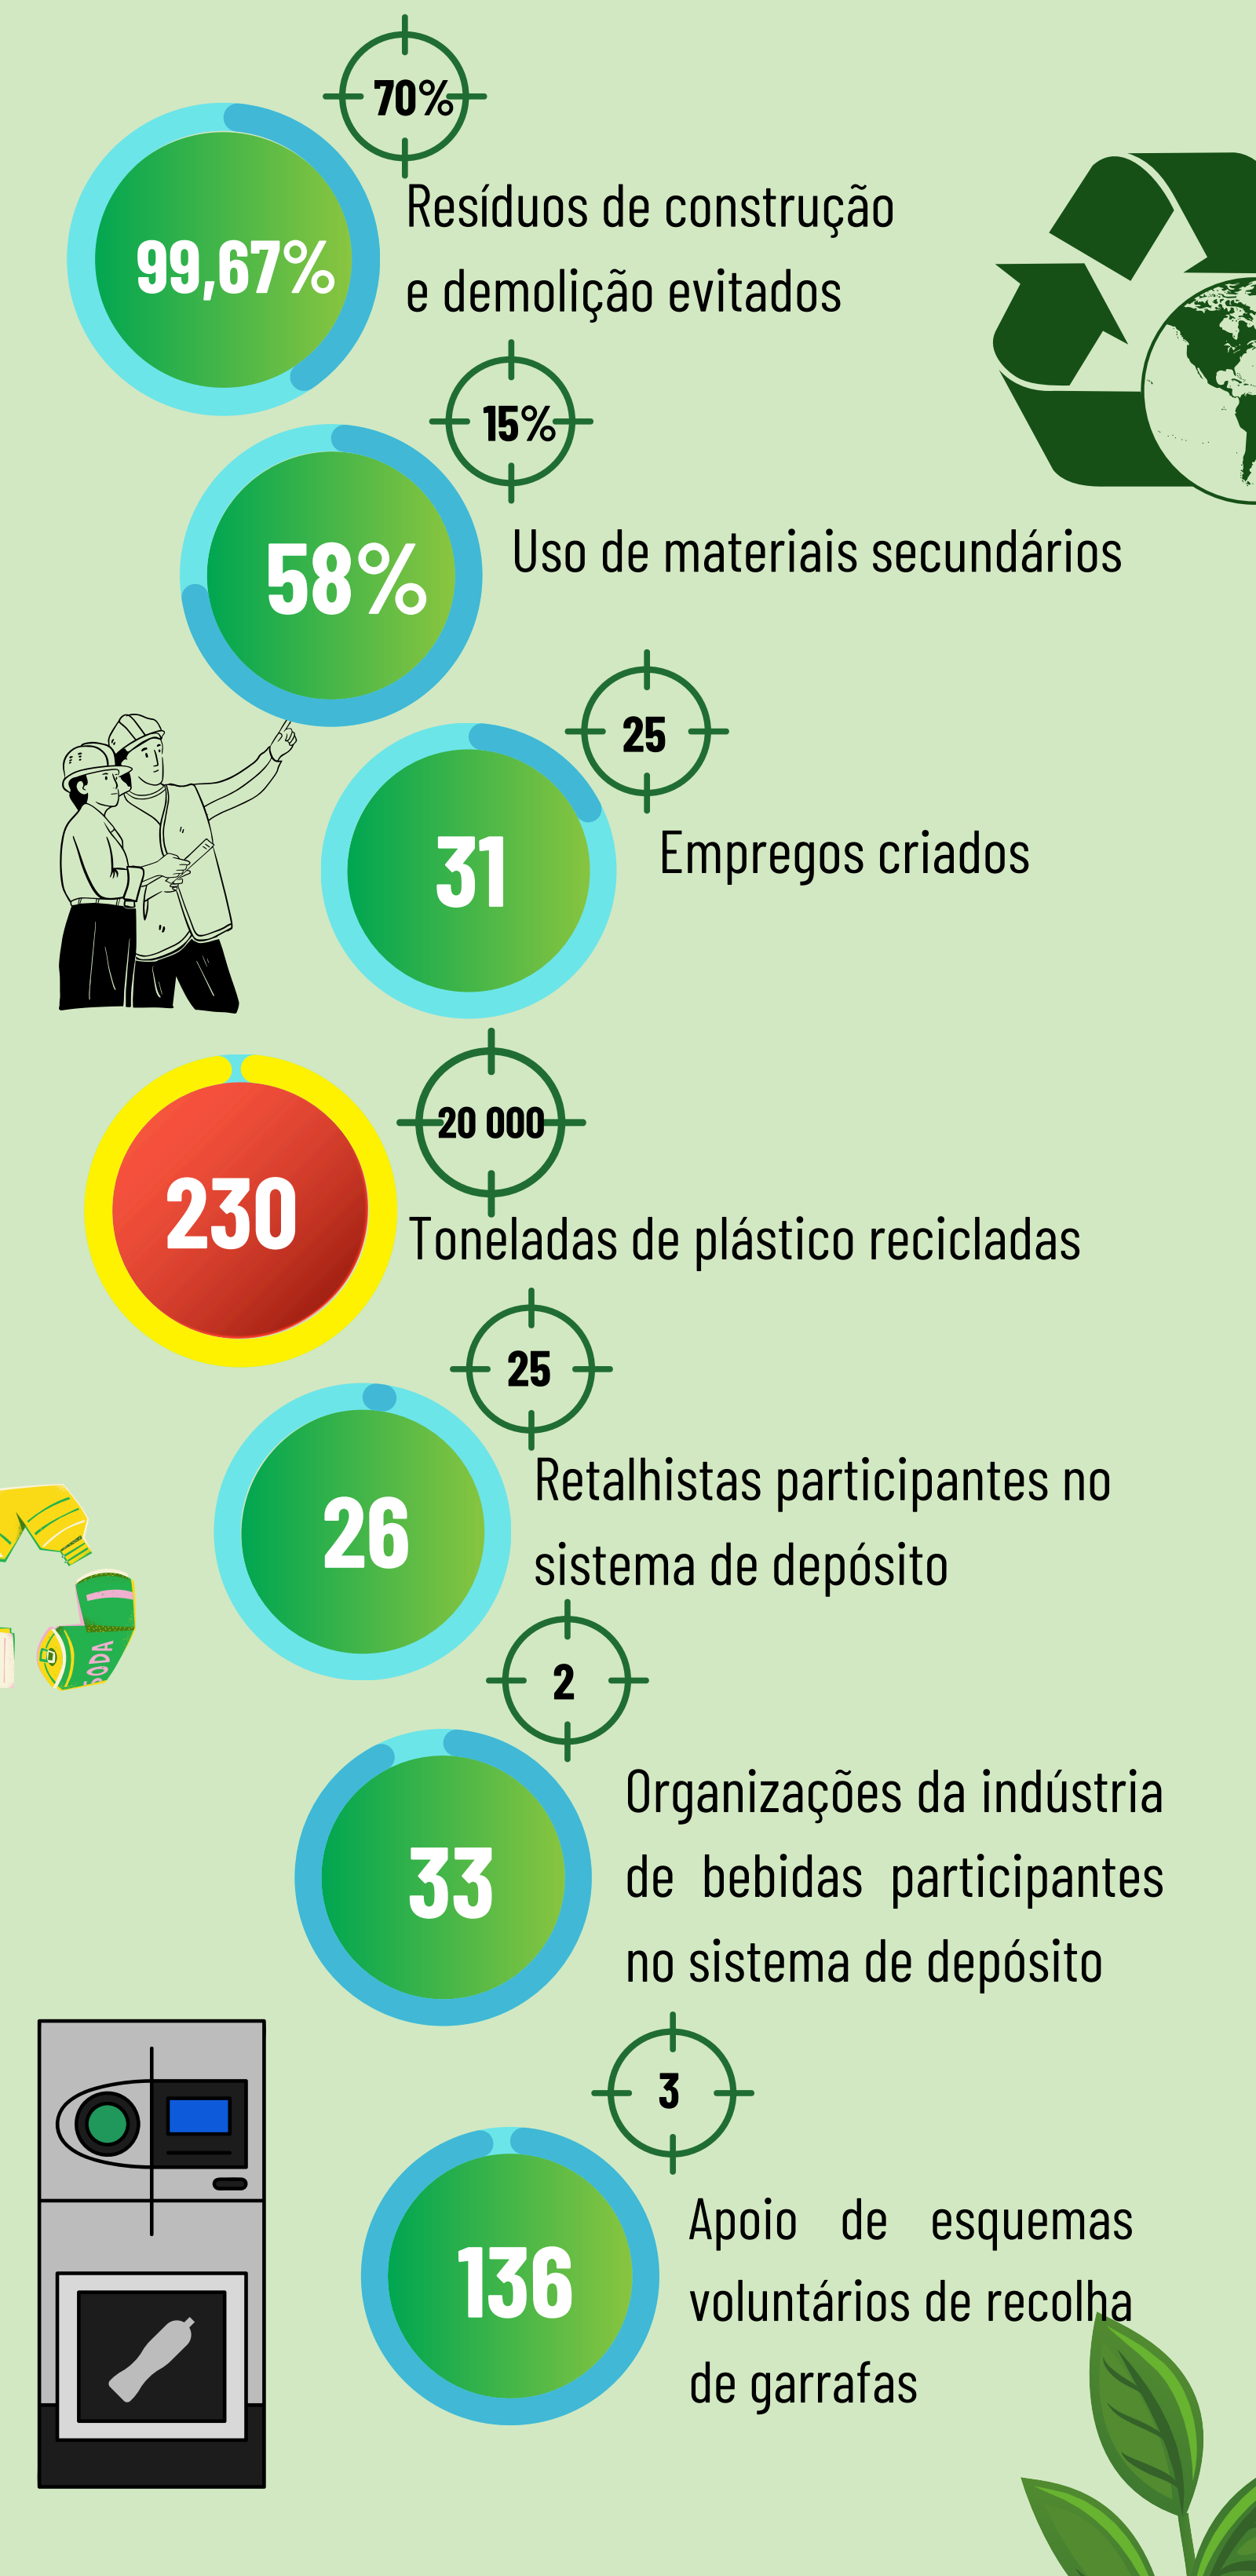 70%
99,67%
Resíduos de construção
e demolição evitados
15%
58%
Uso de materiais secundários
25
31
Empregos criados
20 000
230
Toneladas de plástico recicladas
25
26
Retalhistas participantes no
sistema de depósito
SODA
2
33
Organizações da indústria
de bebidas participantes
no sistema de depósito
3
136
Apoio de esquemas
voluntários de recolha
de garrafas